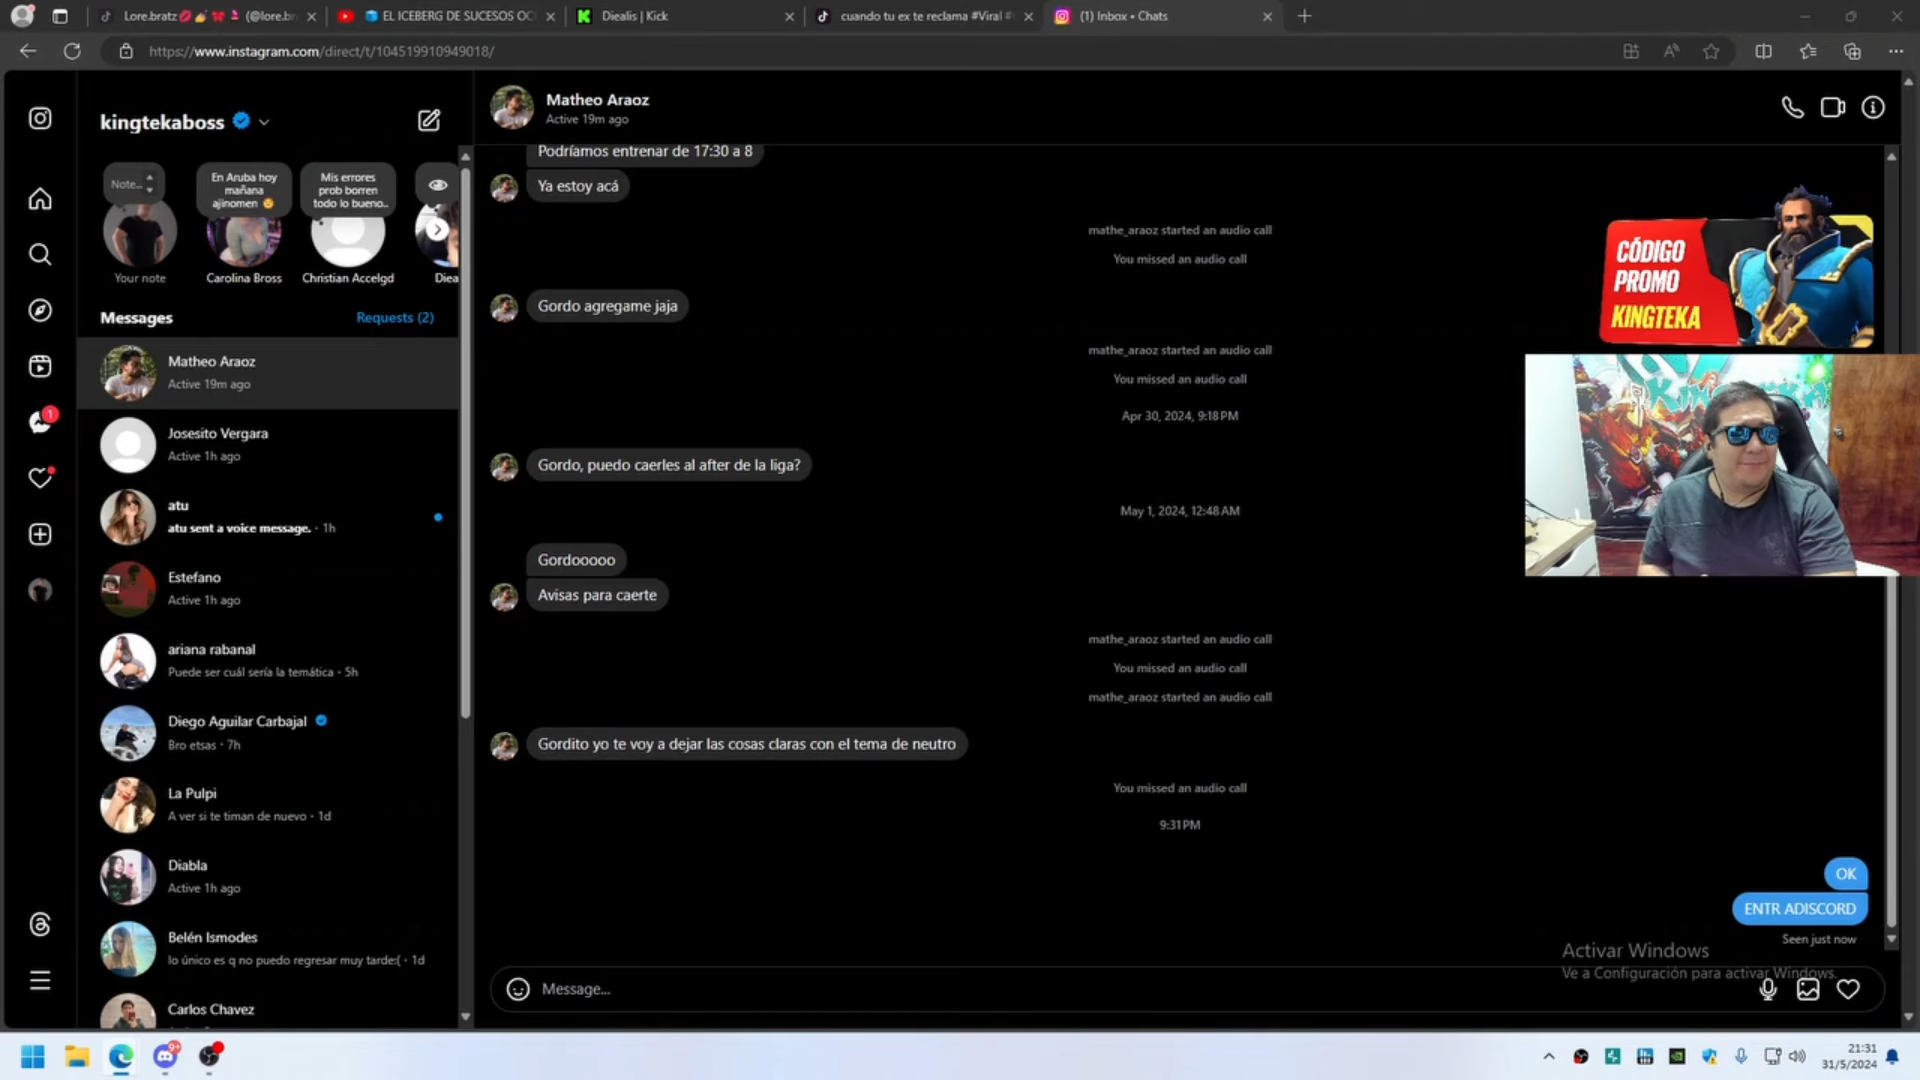 Lore.bratz💋💅🎀💄 (@lore.br
EL ICEBERG DE SUCESOS OC
Diealis | Kick
cuando tu ex te reclama #Viral #
(1) Inbox • Chats
https://www.instagram.com/direct/t/104519910949018/
kingtekaboss
Note...
En Aruba hoy
mañana
ajinomen
Mis errores
prob borren
todo lo bueno..
Your note
Carolina Bross
Christian Accelgd
Diea
Messages
Requests (2)
Matheo Araoz
Active 19m ago
Josesito Vergara
Active 1h ago
atu
atu sent a voice message. · 1h
Estefano
Active 1h ago
ariana rabanal
Puede ser cuál sería la temática · 5h
Diego Aguilar Carbajal
Bro etsas · 7h
La Pulpi
A ver si te timan de nuevo · 1d
Diabla
Active 1h ago
Belén Ismodes
lo único es q no puedo regresar muy tarde:( · 1d
Carlos Chavez
1
Matheo Araoz
Active 19m ago
Podríamos entrenar de 17:30 a 8
Ya estoy acá
mathe_araoz started an audio call
You missed an audio call
Gordo agregame jaja
mathe_araoz started an audio call
You missed an audio call
Apr 30, 2024, 9:18 PM
Gordo, puedo caerles al after de la liga?
May 1, 2024, 12:48 AM
Gordooooo
Avisas para caerte
mathe_araoz started an audio call
You missed an audio call
mathe_araoz started an audio call
Gordito yo te voy a dejar las cosas claras con el tema de neutro
You missed an audio call
9:31 PM
OK
ENTR ADISCORD
Seen just now
Message...
CÓDIGO
PROMO
KINGTEKA
Activar Windows
Ve a Configuración para activar Windows.
9+
21:31
31/5/2024